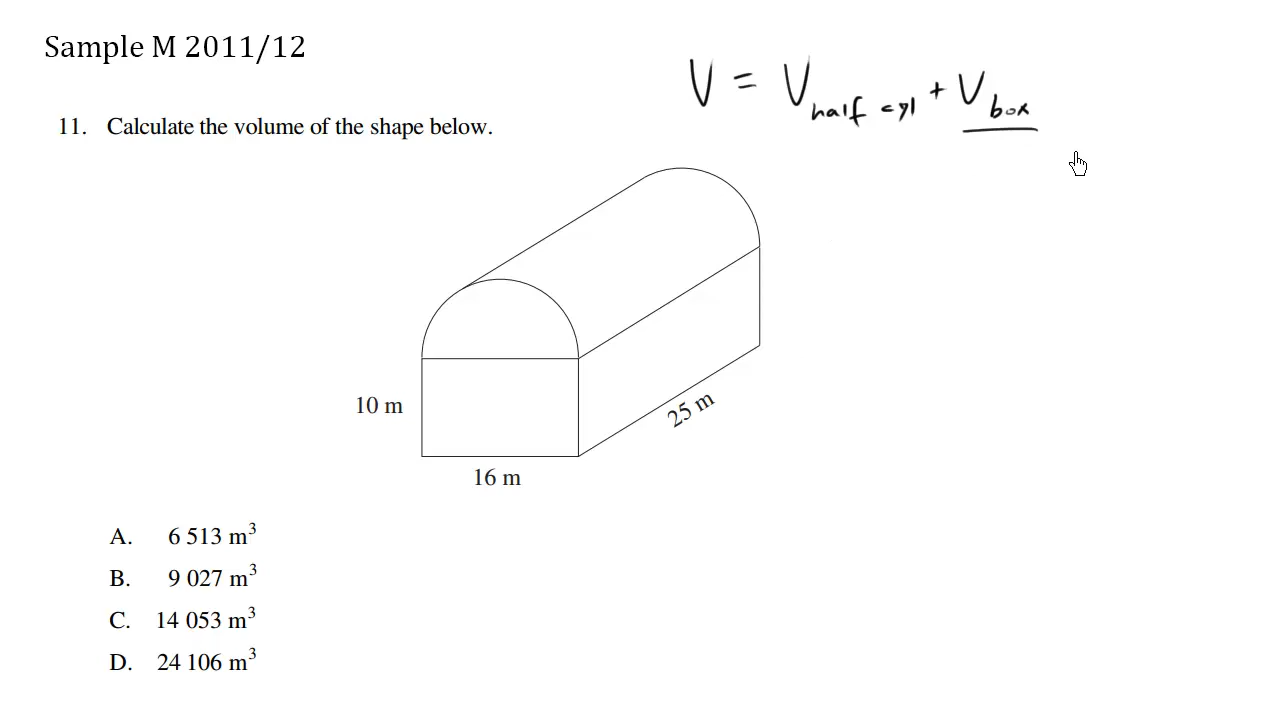 Sample M 2011/12
V = V half cyl + V box
11. Calculate the volume of the shape below.
10 m
25 m
16 m
A. 6 513 m³
B. 9 027 m³
C. 14 053 m³
D. 24 106 m³